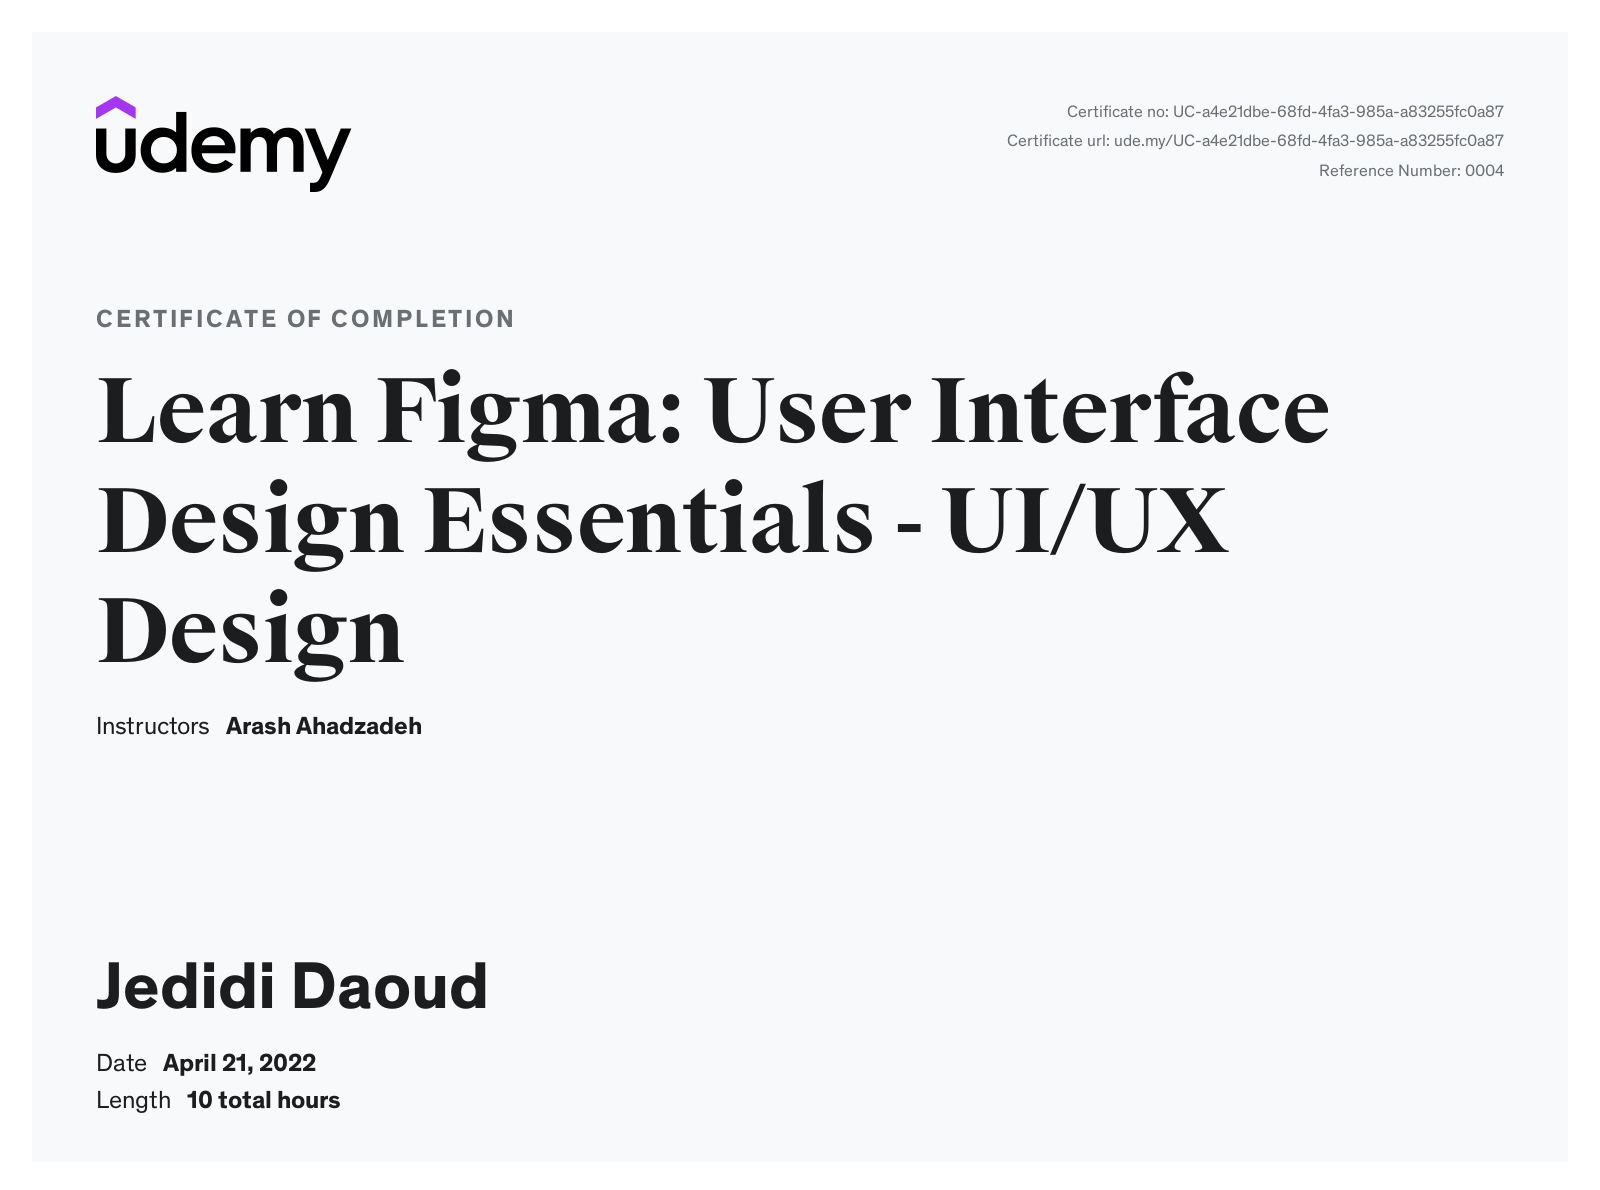 udemy
Certificate no: UC-a4e21dbe-68fd-4fa3-985a-a83255fc0a87
Certificate url: ude.my/UC-a4e21dbe-68fd-4fa3-985a-a83255fc0a87
Reference Number: 0004
CERTIFICATE OF COMPLETION
Learn Figma: User Interface
Design Essentials - UI/UX
Design
Instructors Arash Ahadzadeh
Jedidi Daoud
Date April 21, 2022
Length 10 total hours